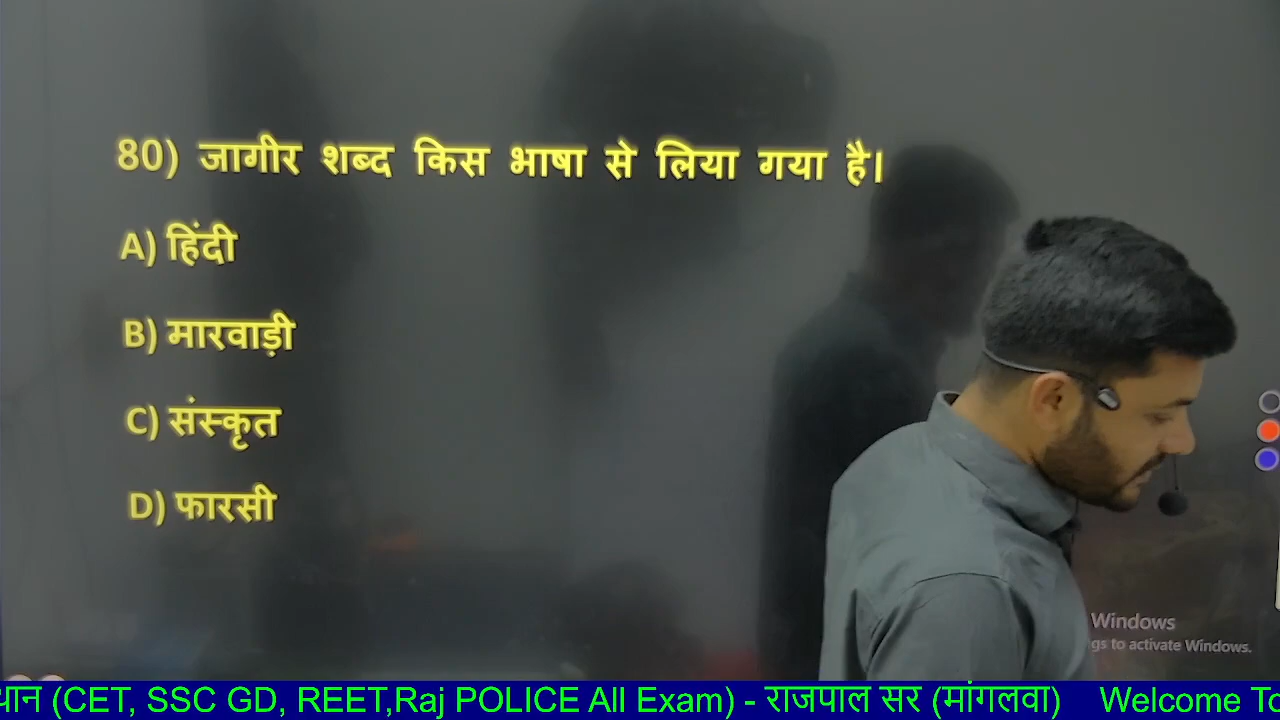 80) जागीर शब्द किस भाषा से लिया गया है।
A) हिंदी
B) मारवाड़ी
C) संस्कृत
D) फारसी
Windows
gs to activate Windows.
(CET, SSC GD, REET,Raj POLICE All Exam) - राजपाल सर (मांगलवा) Welcome To